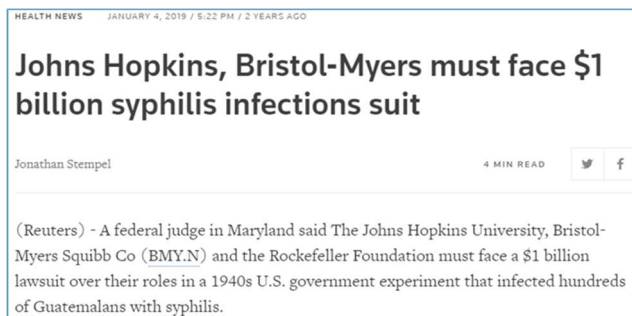 HEALTH NEWS JANUARY 4, 2019 / 5:22 PM / 2 YEARS AGO
Johns Hopkins, Bristol-Myers must face $1
billion syphilis infections suit
Jonathan Stempel 4 MIN READ
(Reuters) - A federal judge in Maryland said The Johns Hopkins University, Bristol-
Myers Squibb Co (BMY.N) and the Rockefeller Foundation must face a $1 billion
lawsuit over their roles in a 1940s U.S. government experiment that infected hundreds
of Guatemalans with syphilis.